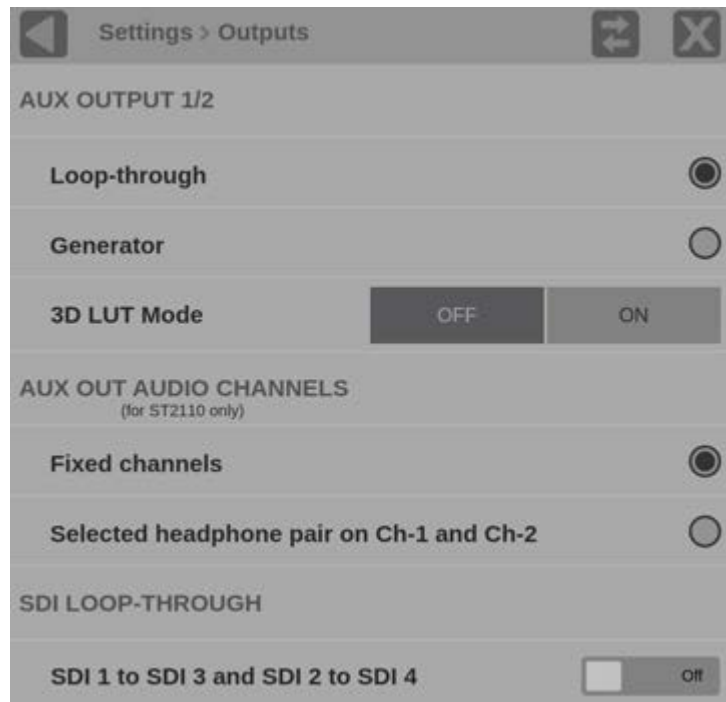 Settings > Outputs
AUX OUTPUT 1/2
Loop-through
Generator
3D LUT Mode OFF ON
AUX OUT AUDIO CHANNELS
(for ST2110 only)
Fixed channels
Selected headphone pair on Ch-1 and Ch-2
SDI LOOP-THROUGH
SDI 1 to SDI 3 and SDI 2 to SDI 4 Off